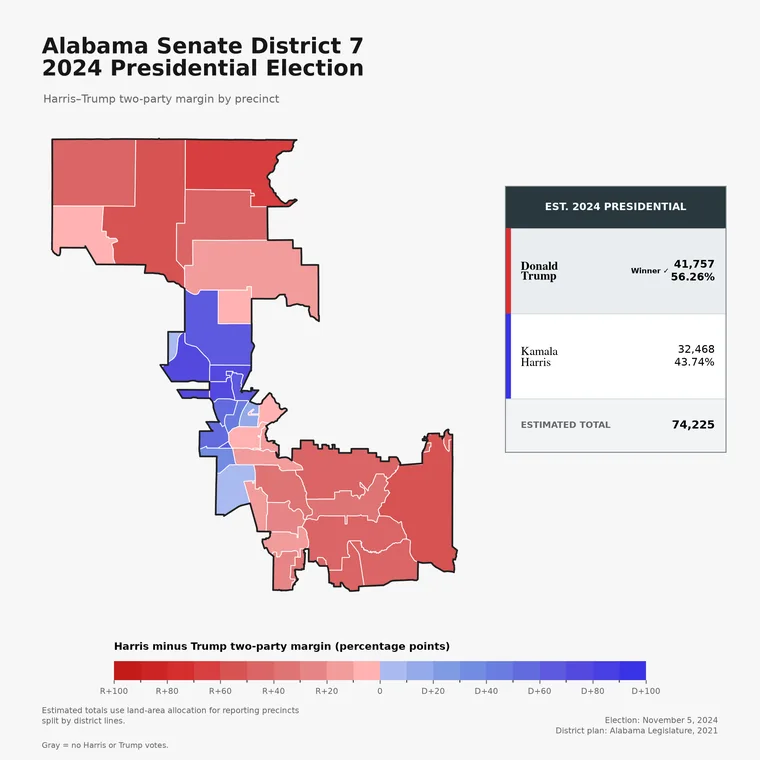 Alabama Senate District 7
2024 Presidential Election
Harris–Trump two-party margin by precinct
EST. 2024 PRESIDENTIAL
Donald
Trump
Winner ✓
41,757
56.26%
Kamala
Harris
32,468
43.74%
ESTIMATED TOTAL
74,225
Harris minus Trump two-party margin (percentage points)
R+100 R+80 R+60 R+40 R+20 0 D+20 D+40 D+60 D+80 D+100
Estimated totals use land-area allocation for reporting precincts
split by district lines.
Gray = no Harris or Trump votes.
Election: November 5, 2024
District plan: Alabama Legislature, 2021